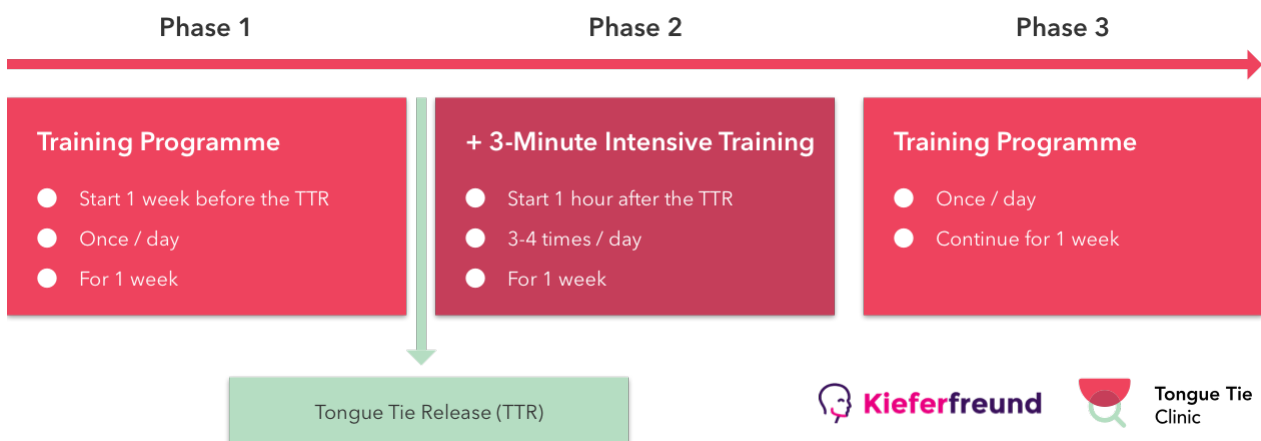 Phase 1
Phase 2
Phase 3
Training Programme
Start 1 week before the TTR
Once / day
For 1 week
+ 3-Minute Intensive Training
Start 1 hour after the TTR
3-4 times / day
For 1 week
Training Programme
Once / day
Continue for 1 week
Tongue Tie Release (TTR)
Kieferfreund
Tongue Tie
Clinic